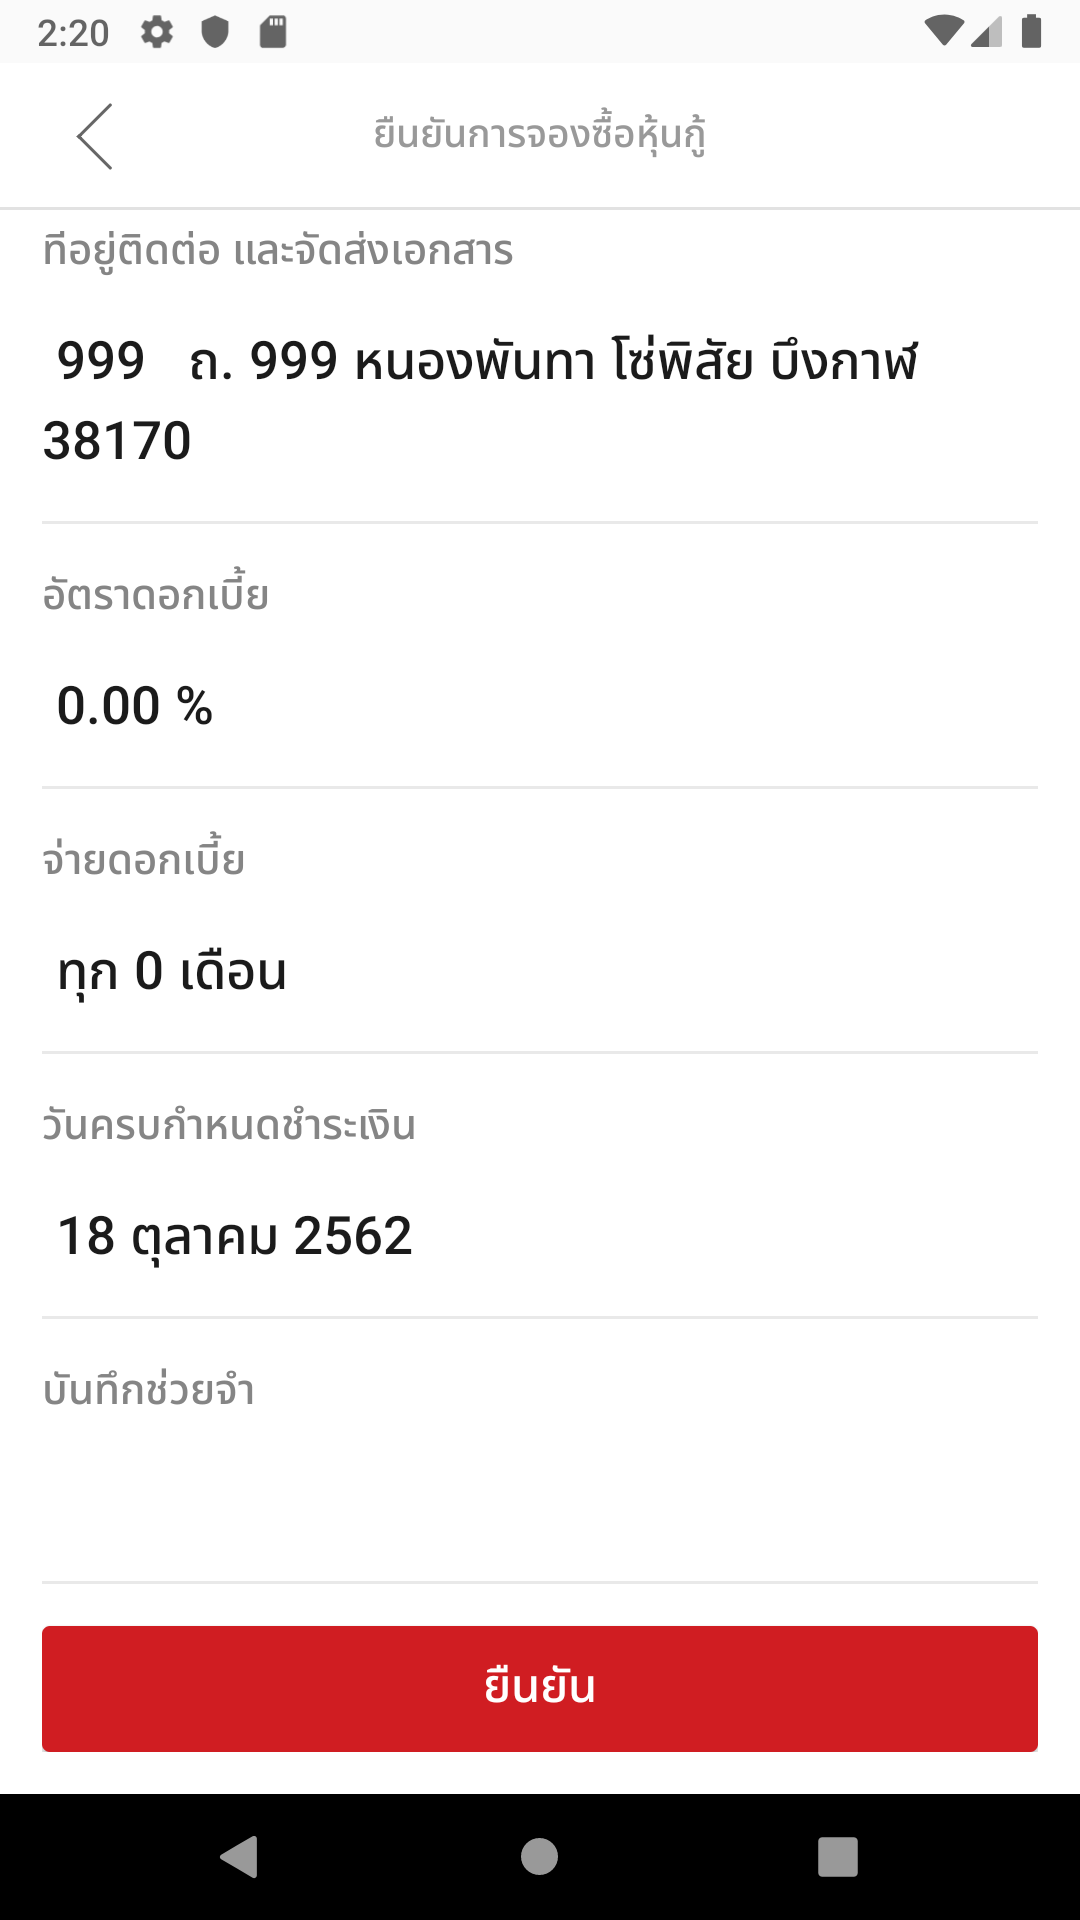 2:20
ยืนยันการจองซื้อหุ้นกู้
ที่อยู่ติดต่อ และจัดส่งเอกสาร
999 ถ. 999 หนองพันทา โซ่พิสัย บึงกาฬ
38170
อัตราดอกเบี้ย
0.00 %
จ่ายดอกเบี้ย
ทุก 0 เดือน
วันครบกำหนดชำระเงิน
18 ตุลาคม 2562
บันทึกช่วยจำ
ยืนยัน